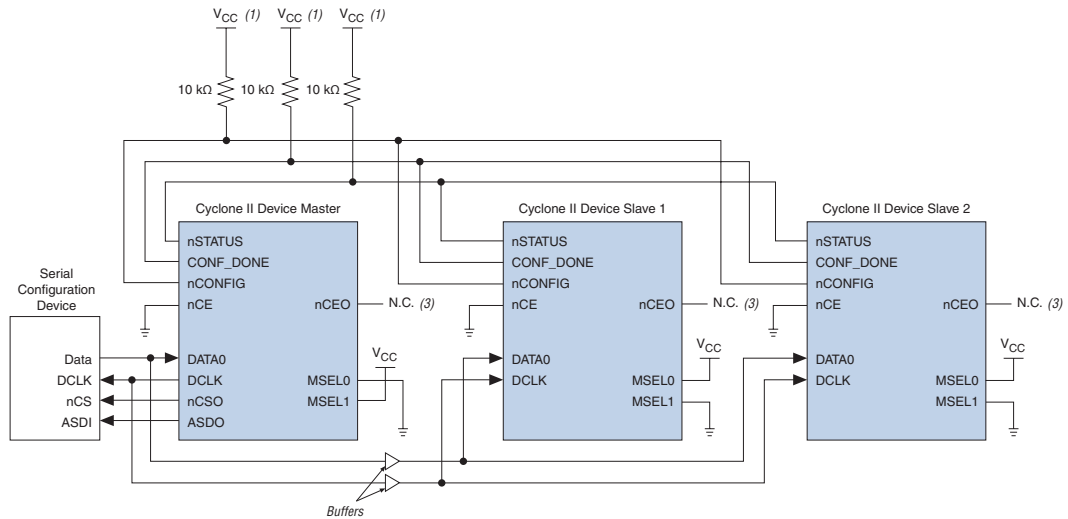 VCC (1) VCC (1) VCC (1)
10 kΩ 10 kΩ 10 kΩ
Cyclone II Device Master
nSTATUS
CONF_DONE
nCONFIG
nCE
nCEO
N.C. (3)
DATA0
DCLK
nCSO
ASDO
MSEL0
MSEL1
VCC
Serial
Configuration
Device
Data
DCLK
nCS
ASDI
Buffers
Cyclone II Device Slave 1
nSTATUS
CONF_DONE
nCONFIG
nCE
nCEO
N.C. (3)
DATA0
DCLK
MSEL0
MSEL1
VCC
Cyclone II Device Slave 2
nSTATUS
CONF_DONE
nCONFIG
nCE
nCEO
N.C. (3)
DATA0
DCLK
MSEL0
MSEL1
VCC